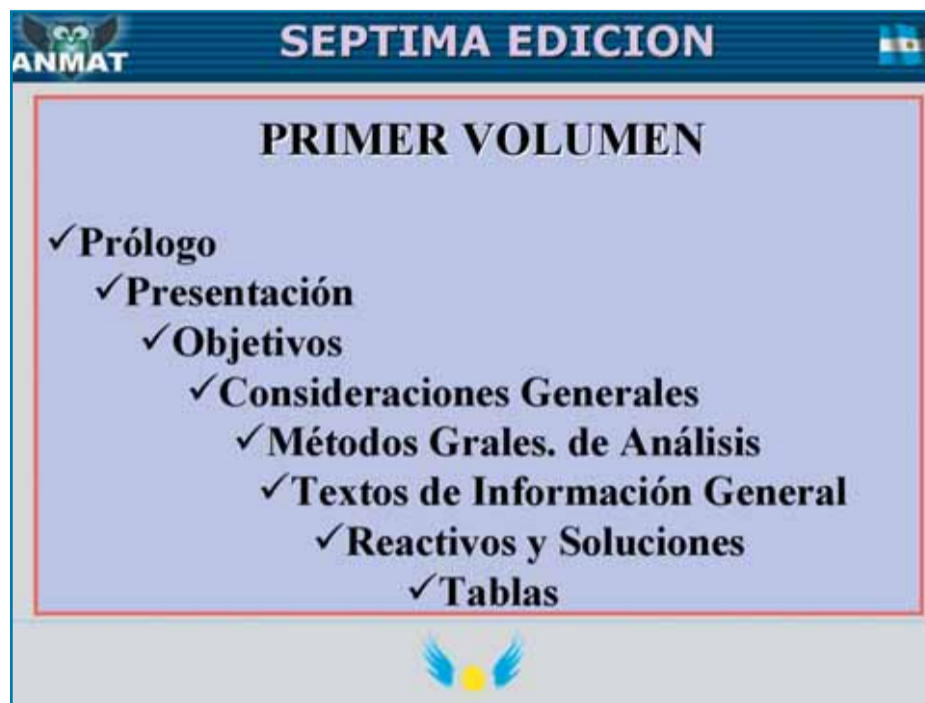 ANMAT
SEPTIMA EDICION
PRIMER VOLUMEN
✓Prólogo
✓Presentación
✓Objetivos
✓Consideraciones Generales
✓Métodos Grales. de Análisis
✓Textos de Información General
✓Reactivos y Soluciones
✓Tablas